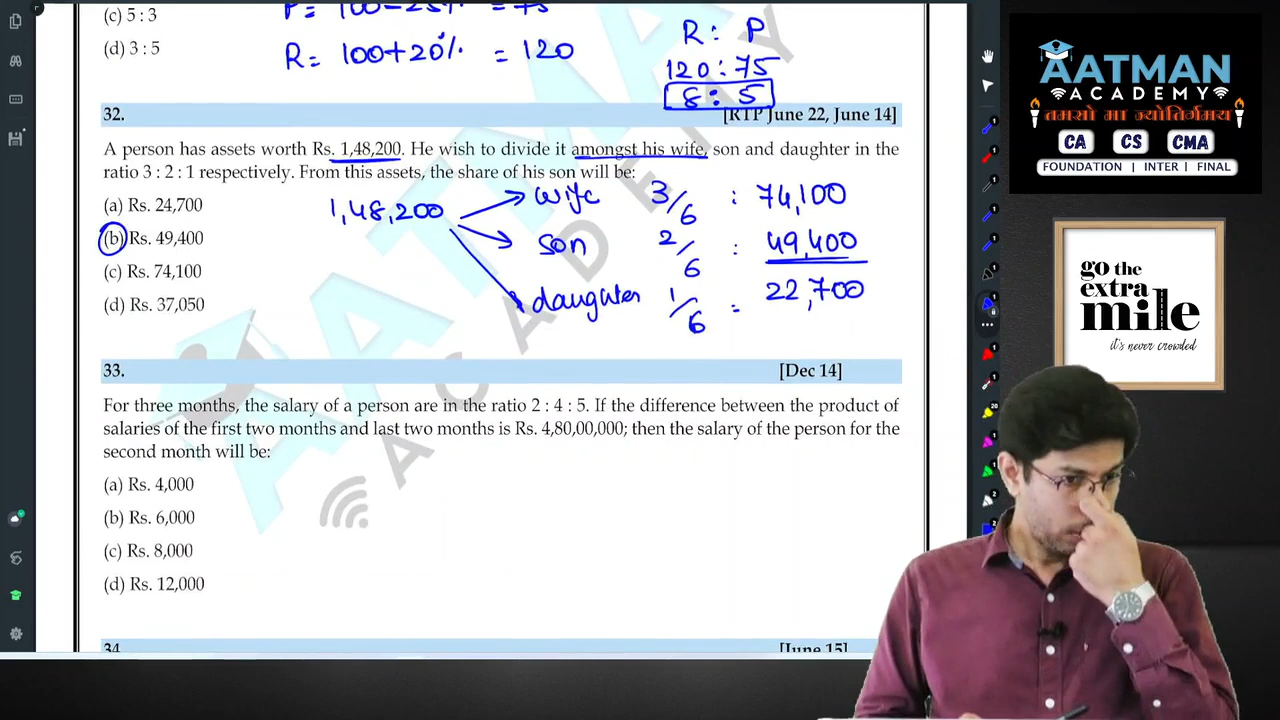 (c) 5 : 3
(d) 3 : 5
P = 100 - 25% = 75
R = 100 + 20% = 120
R : P
120 : 75
8 : 5
32. [RTP June 22, June 14]
A person has assets worth Rs. 1,48,200. He wish to divide it amongst his wife, son and daughter in the
ratio 3 : 2 : 1 respectively. From this assets, the share of his son will be:
(a) Rs. 24,700
(b) Rs. 49,400
(c) Rs. 74,100
(d) Rs. 37,050
1,48,200
wife 3/6 : 74,100
son 2/6 : 49,400
daughter 1/6 = 22,700
33. [Dec 14]
For three months, the salary of a person are in the ratio 2 : 4 : 5. If the difference between the product of
salaries of the first two months and last two months is Rs. 4,80,00,000; then the salary of the person for the
second month will be:
(a) Rs. 4,000
(b) Rs. 6,000
(c) Rs. 8,000
(d) Rs. 12,000
34. [June 15]
AATMAN
ACADEMY
AATMAN
ACADEMY
तमसो मा ज्योतिर्गमय
CA CS CMA
FOUNDATION | INTER | FINAL
go the
extra
mile
it's never crowded